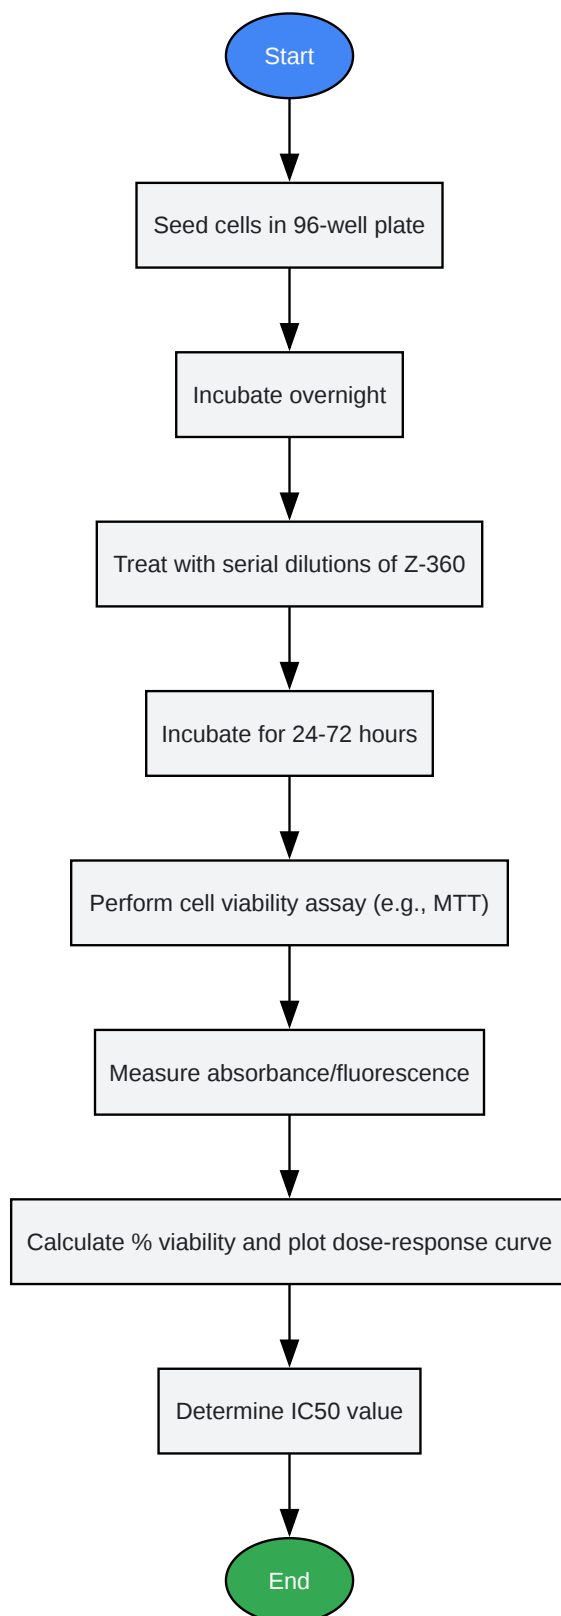 Start
Seed cells in 96-well plate
Incubate overnight
Treat with serial dilutions of Z-360
Incubate for 24-72 hours
Perform cell viability assay (e.g., MTT)
Measure absorbance/fluorescence
Calculate % viability and plot dose-response curve
Determine IC50 value
End